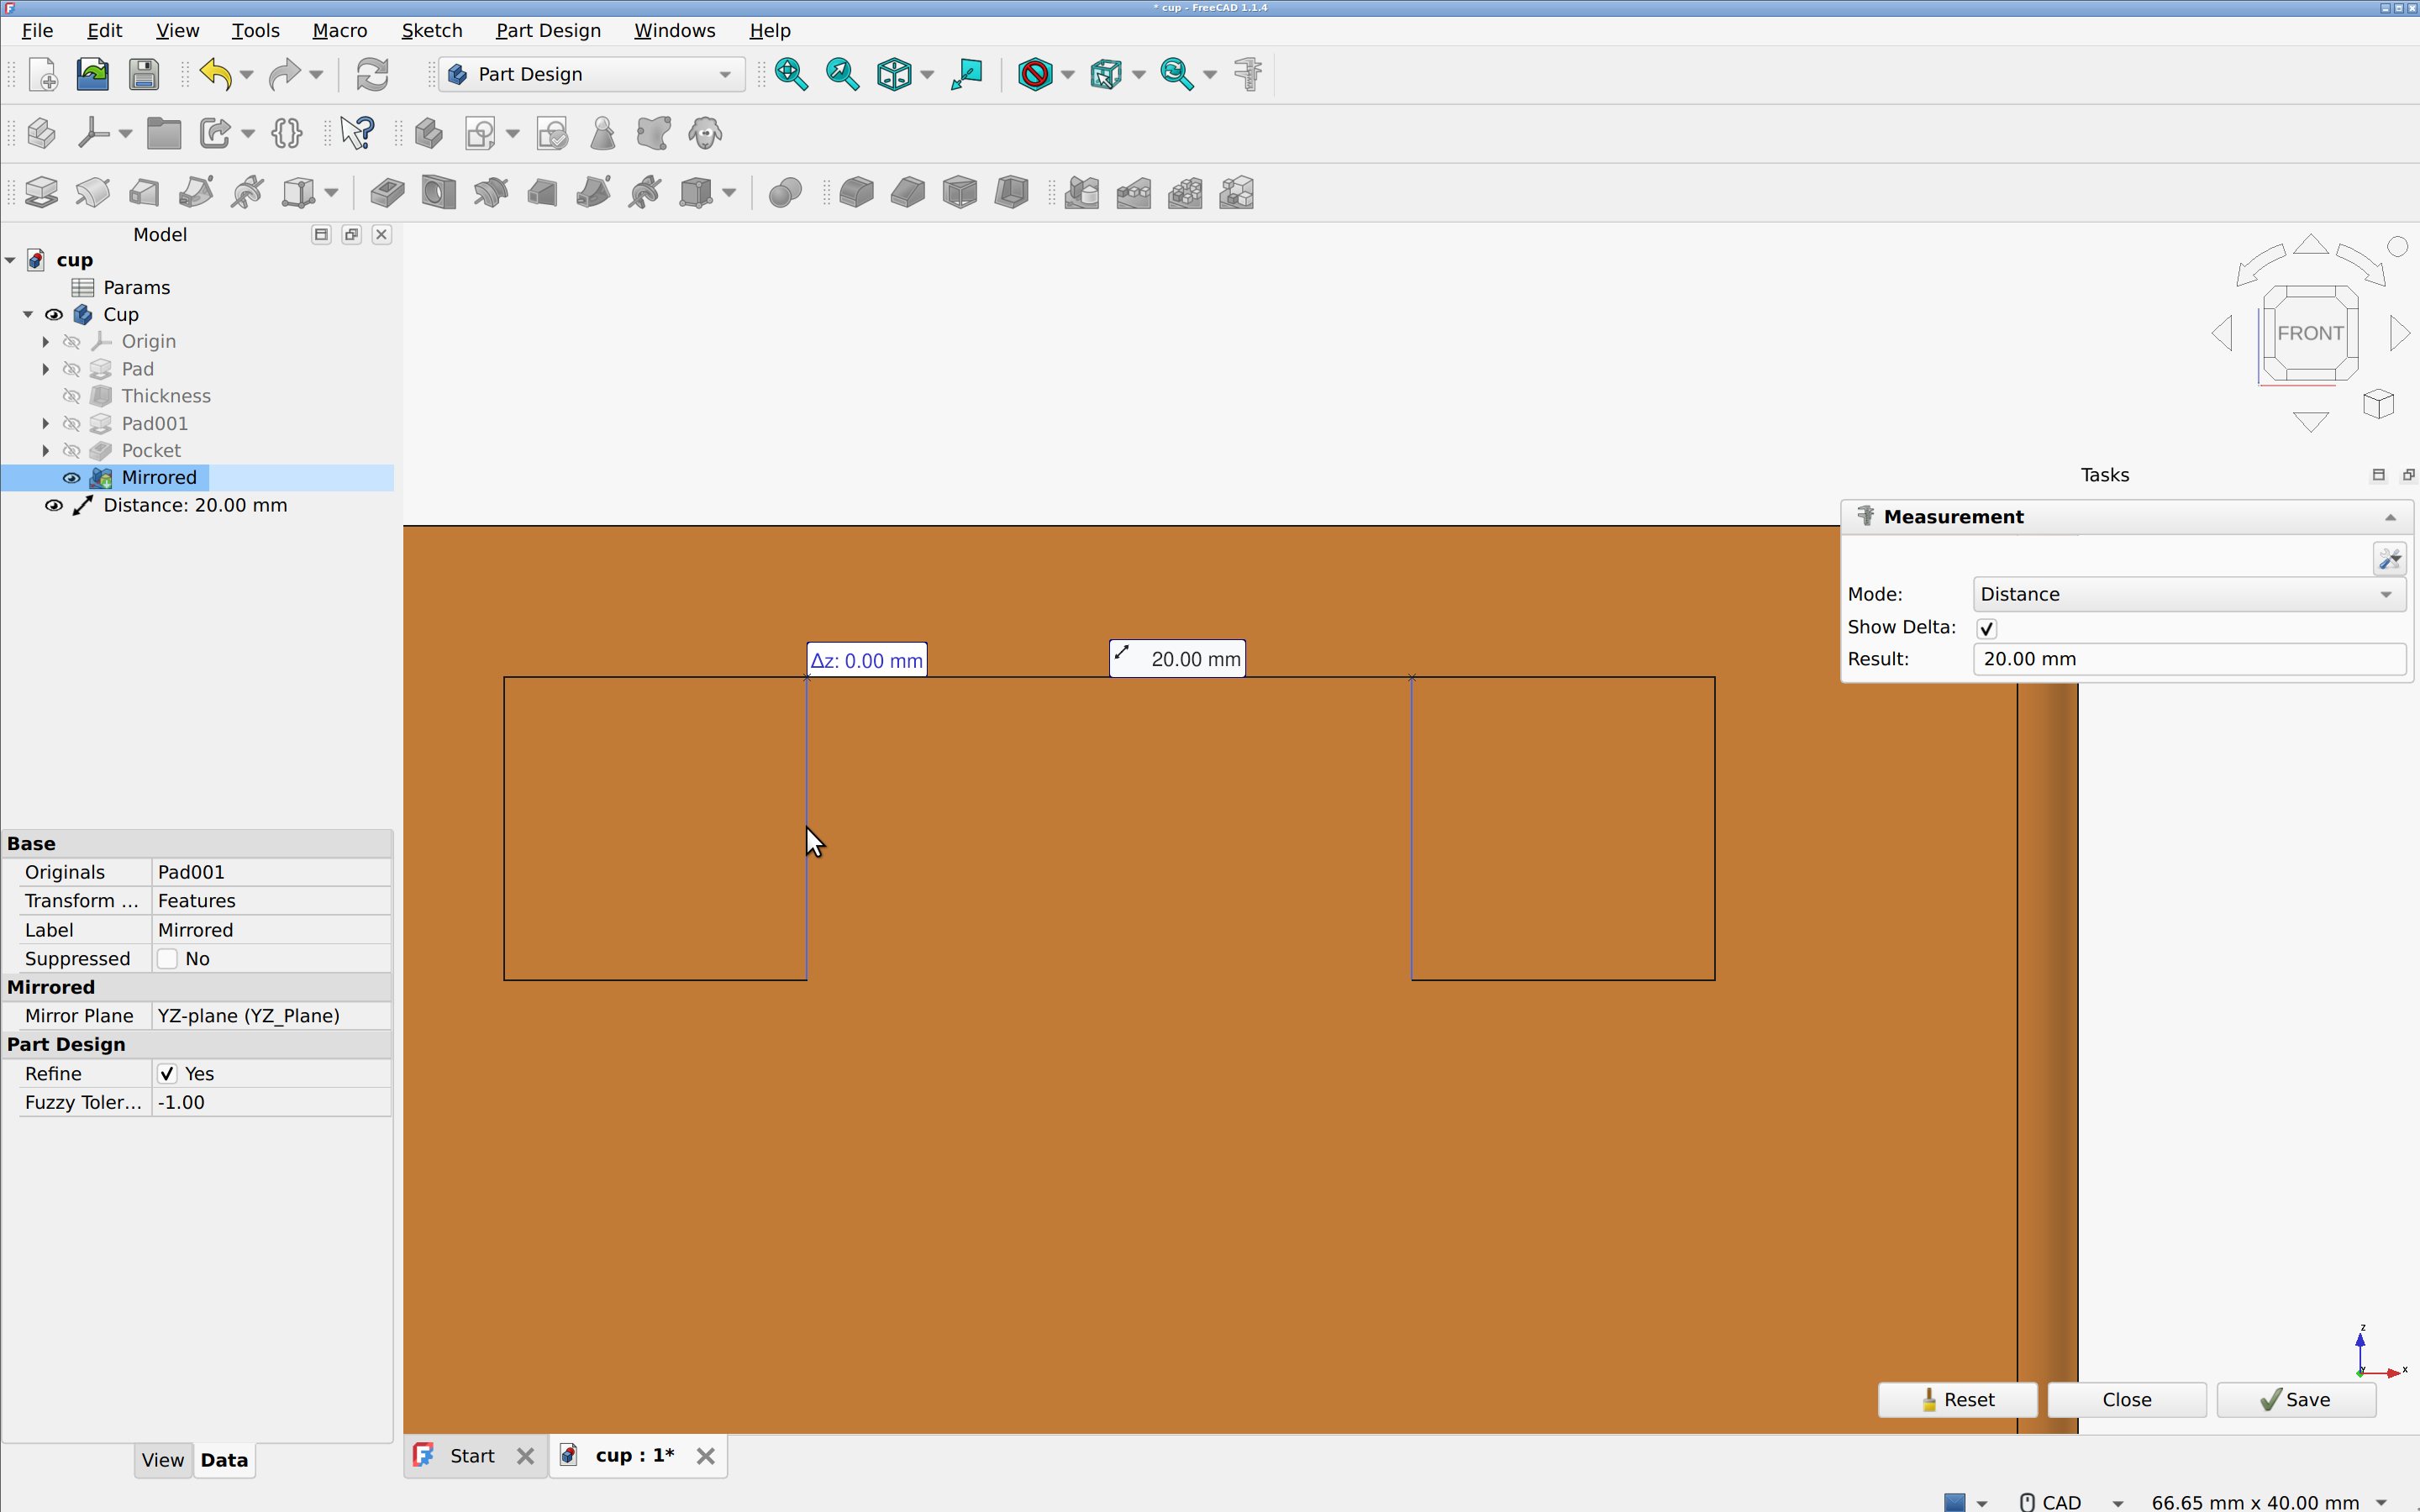 * cup - FreeCAD 1.1.4
File Edit View Tools Macro Sketch Part Design Windows Help
Part Design
Model
cup
Params
Cup
Origin
Pad
Thickness
Pad001
Pocket
Mirrored
Distance: 20.00 mm
FRONT
Tasks
Measurement
Mode: Distance
Show Delta:
Result: 20.00 mm
Δz: 0.00 mm
20.00 mm
Base
Originals Pad001
Transform ... Features
Label Mirrored
Suppressed No
Mirrored
Mirror Plane YZ-plane (YZ_Plane)
Part Design
Refine Yes
Fuzzy Toler... -1.00
z
y
x
Reset Close Save
View Data
Start cup : 1*
CAD 66.65 mm x 40.00 mm